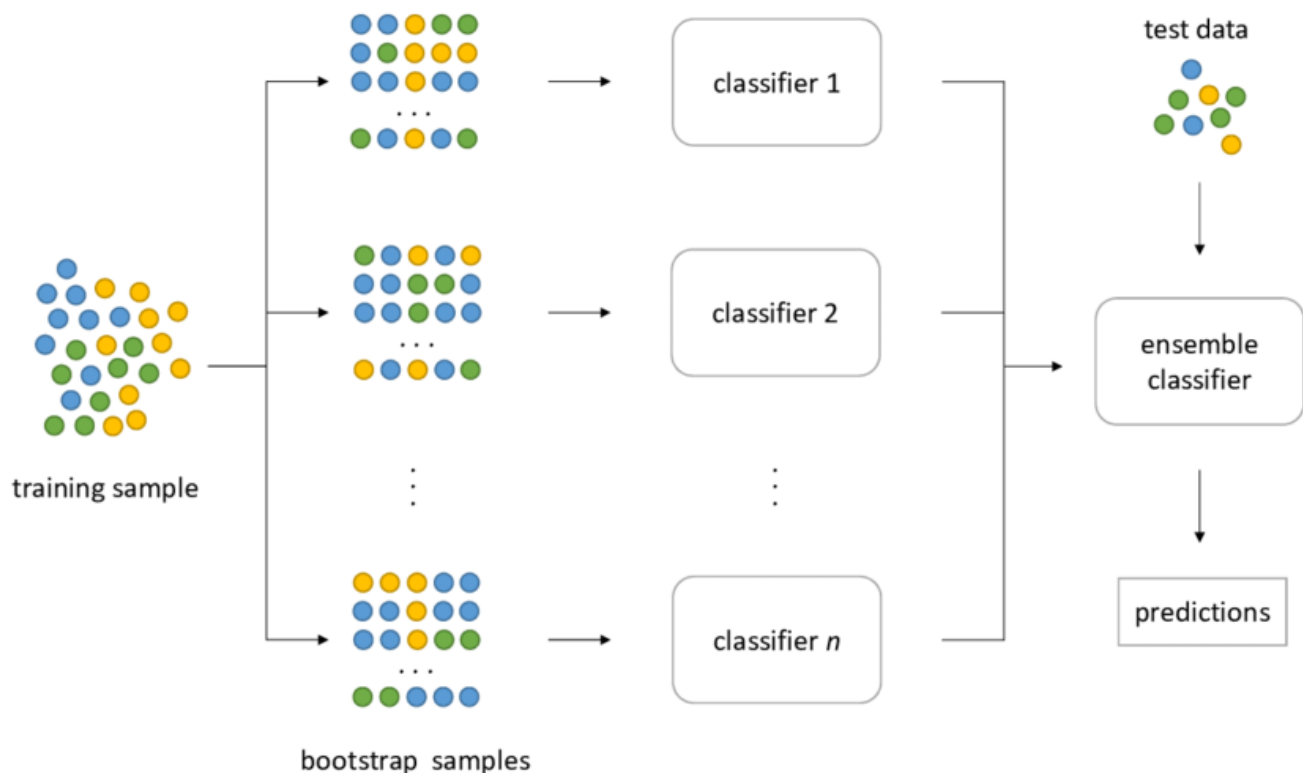 test data
classifier 1
. . .
classifier 2
. . .
ensemble
classifier
training sample
predictions
classifier n
. . .
bootstrap samples